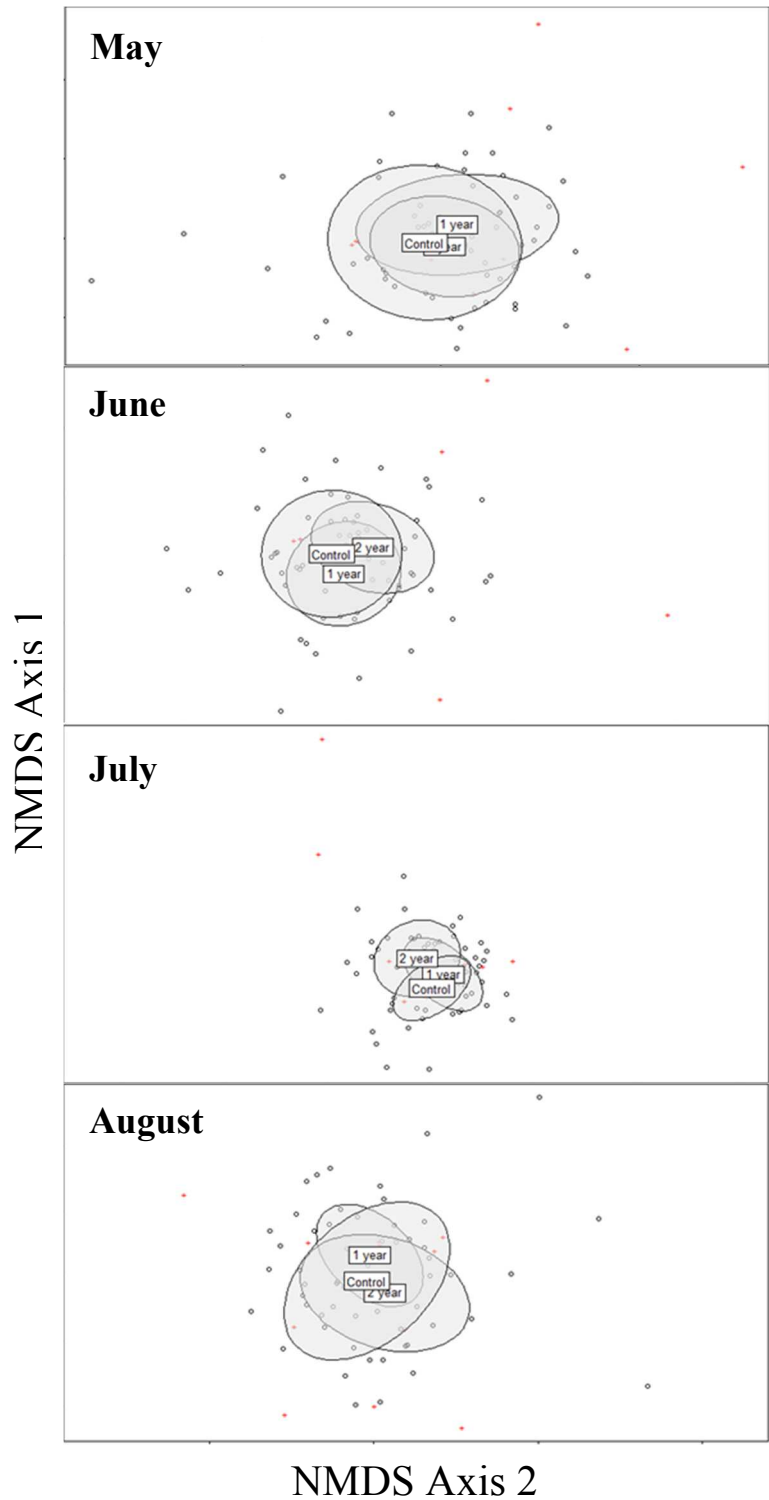 May
1 year
Control
June
2 year
Control
1 year
NMDS Axis 1
July
2 year
1 year
Control
August
1 year
Control
2 year
NMDS Axis 2